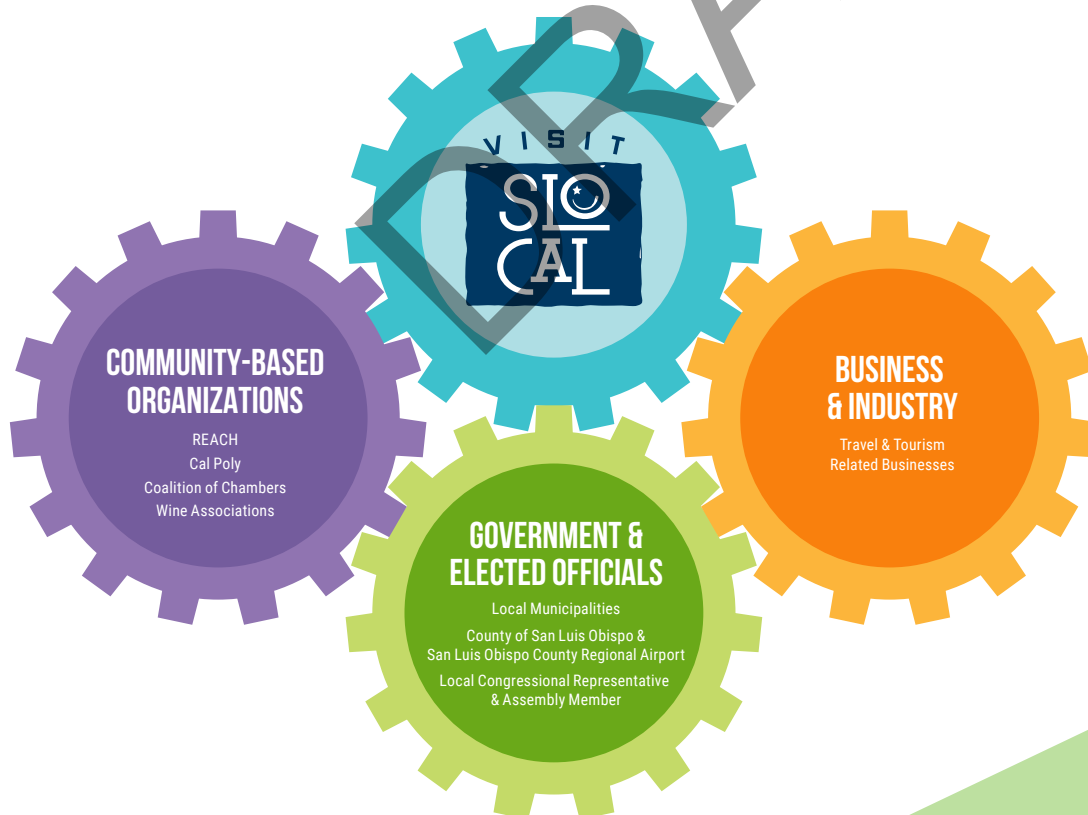 VISIT
SLO
CAL
COMMUNITY-BASED
ORGANIZATIONS
REACH
Cal Poly
Coalition of Chambers
Wine Associations
BUSINESS
& INDUSTRY
Travel & Tourism
Related Businesses
GOVERNMENT &
ELECTED OFFICIALS
Local Municipalities
County of San Luis Obispo &
San Luis Obispo County Regional Airport
Local Congressional Representative
& Assembly Member
DRA